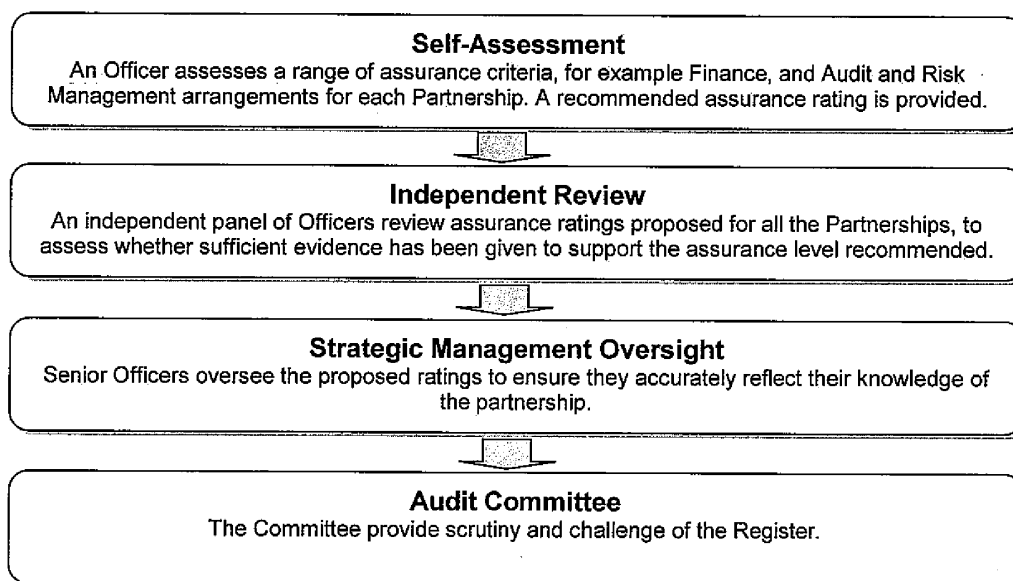 Self-Assessment
An Officer assesses a range of assurance criteria, for example Finance, and Audit and Risk
Management arrangements for each Partnership. A recommended assurance rating is provided.
Independent Review
An independent panel of Officers review assurance ratings proposed for all the Partnerships, to
assess whether sufficient evidence has been given to support the assurance level recommended.
Strategic Management Oversight
Senior Officers oversee the proposed ratings to ensure they accurately reflect their knowledge of
the partnership.
Audit Committee
The Committee provide scrutiny and challenge of the Register.